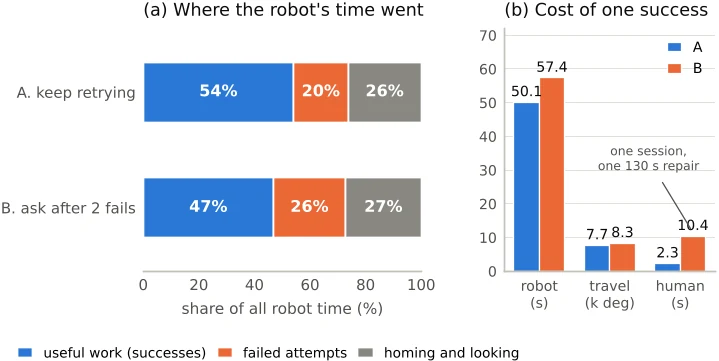 (a) Where the robot's time went
A. keep retrying
54%
20%
26%
B. ask after 2 fails
47%
26%
27%
0 20 40 60 80 100
share of all robot time (%)
useful work (successes) failed attempts homing and looking
(b) Cost of one success
70
60
50
40
30
20
10
0
A
B
50.1
57.4
7.7
8.3
2.3
10.4
one session,
one 130 s repair
robot
(s)
travel
(k deg)
human
(s)